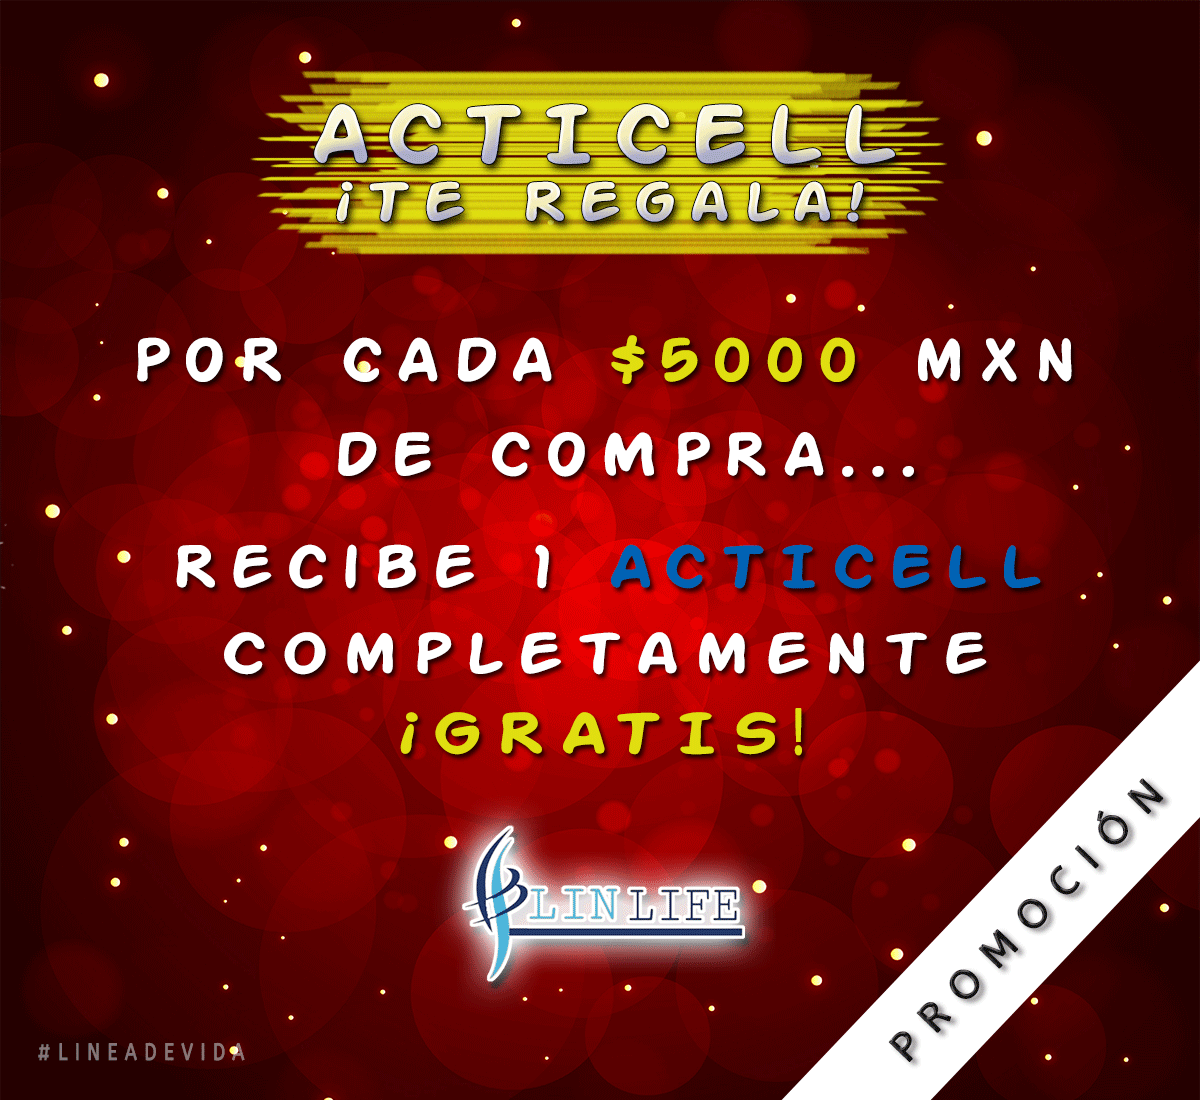 ACTICELL
¡TE REGALA!
POR CADA $5000 MXN
DE COMPRA...
RECIBE 1 ACTICELL
COMPLETAMENTE
¡GRATIS!
LINLIFE
PROMOCIÓN
#LINEADEVIDA